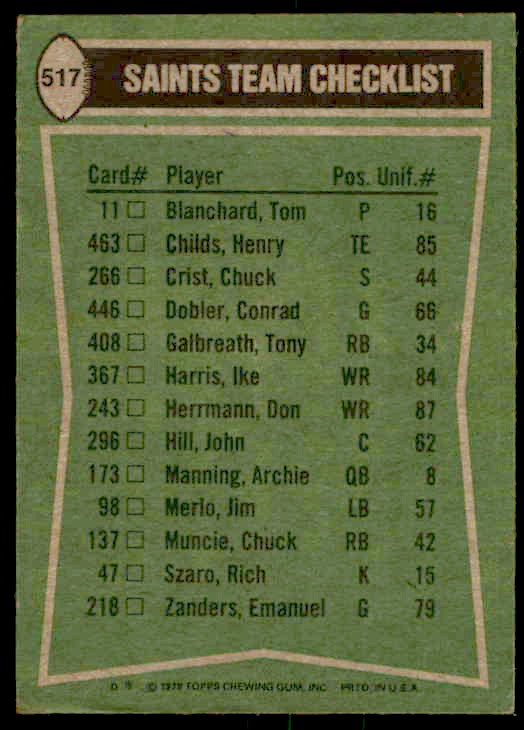 517 SAINTS TEAM CHECKLIST
Card# Player Pos. Unif.#
11 □ Blanchard, Tom P 16
463 □ Childs, Henry TE 85
266 □ Crist, Chuck S 44
446 □ Dobler, Conrad G 66
408 □ Galbreath, Tony RB 34
367 □ Harris, Ike WR 84
243 □ Herrmann, Don WR 87
296 □ Hill, John C 62
173 □ Manning, Archie QB 8
98 □ Merlo, Jim LB 57
137 □ Muncie, Chuck RB 42
47 □ Szaro, Rich K 15
218 □ Zanders, Emanuel G 79
D * © 1978 TOPPS CHEWING GUM, INC. PRTD. IN U.S.A.